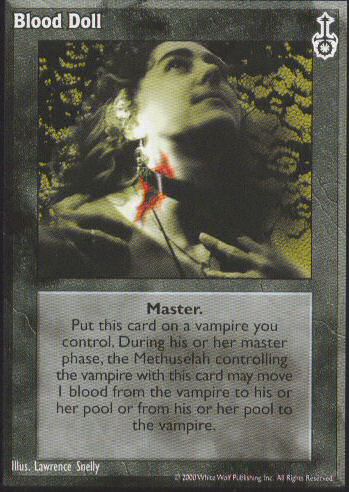 Blood Doll
Master.
Put this card on a vampire you
control. During his or her master
phase, the Methuselah controlling
the vampire with this card may move
1 blood from the vampire to his or
her pool or from his or her pool to
the vampire.
Illus. Lawrence Snelly
© 2000 White Wolf Publishing Inc. All Rights Reserved.